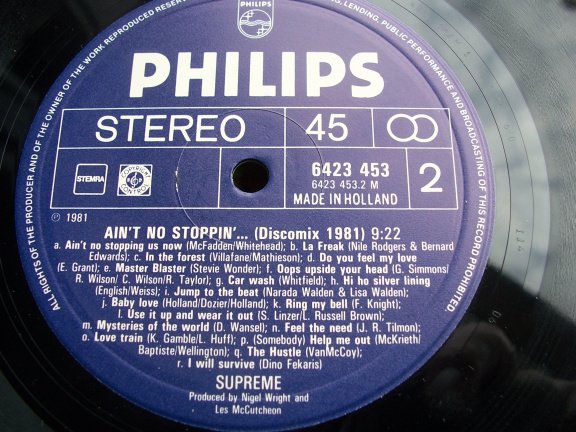 ALL RIGHTS OF THE PRODUCER AND OF THE OWNER OF THE WORK REPRODUCED RESERVED
LENDING, PUBLIC PERFORMANCE AND BROADCASTING OF THIS RECORD PROHIBITED.
PHILIPS
PHILIPS
STEREO
45
STEMRA
COPYRIGHT
CONTROL
6423 453
6423 453.2 M
MADE IN HOLLAND
2
℗ 1981
AIN'T NO STOPPIN'... (Discomix 1981) 9:22
a. Ain't no stopping us now (McFadden/Whitehead); b. La Freak (Nile Rodgers & Bernard
Edwards); c. In the forest (Villafane/Mathieson); d. Do you feel my love
(E. Grant); e. Master Blaster (Stevie Wonder); f. Oops upside your head (G. Simmons/
R. Wilson/ C. Wilson/R. Taylor); g. Car wash (Whitfield); h. Hi ho silver lining
(English/Weiss); i. Jump to the beat (Narada Walden & Lisa Walden);
j. Baby love (Holland/Dozier/Holland); k. Ring my bell (F. Knight);
l. Use it up and wear it out (S. Linzer/L. Russell Brown);
m. Mysteries of the world (D. Wansel); n. Feel the need (J. R. Tilmon);
o. Love train (K. Gamble/L. Huff); p. (Somebody) Help me out (McKrieth/
Baptiste/Wellington); q. The Hustle (VanMcCoy);
r. I will survive (Dino Fekaris)
SUPREME
Produced by Nigel Wright and
Les McCutcheon